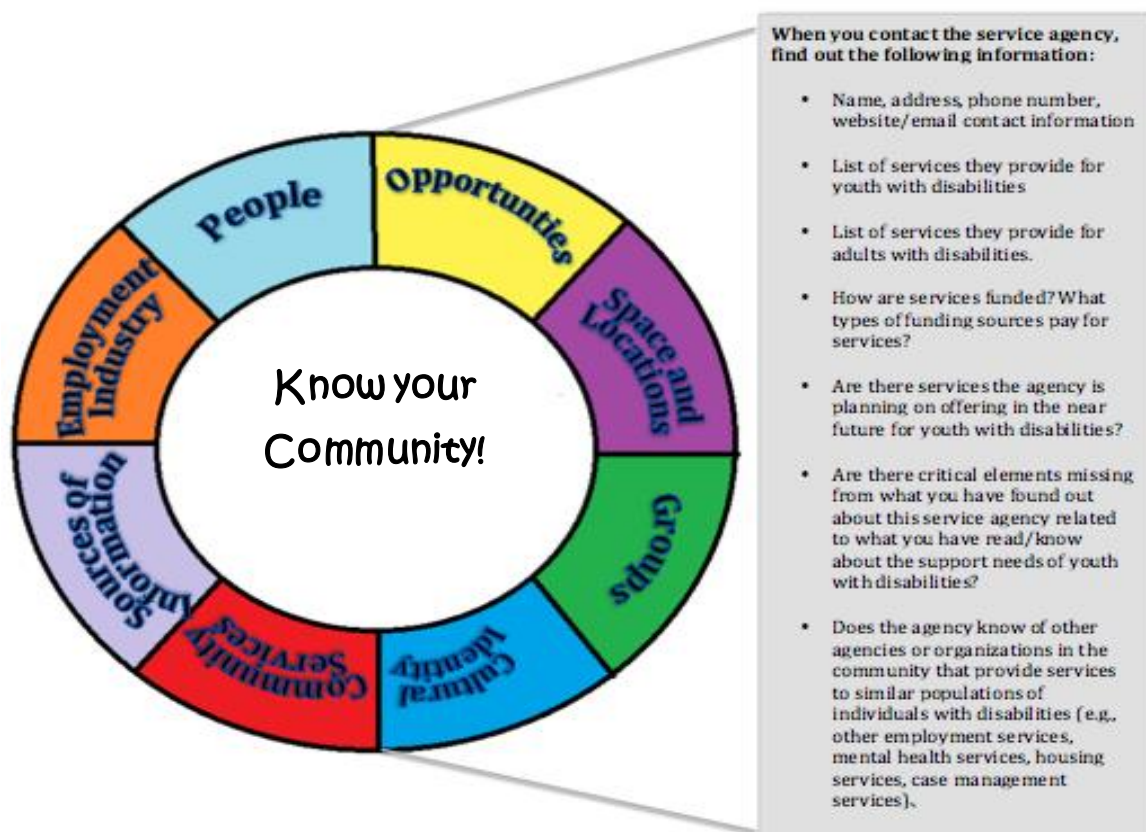 People
Opportunties
Space and
Locations
Groups
Cultural
Identity
Community
Services
Sources of
Information
Employment
Industry
Know your
Community!
When you contact the service agency,
find out the following information:
• Name, address, phone number,
website/email contact information
• List of services they provide for
youth with disabilities
• List of services they provide for
adults with disabilities.
• How are services funded? What
types of funding sources pay for
services?
• Are there services the agency is
planning on offering in the near
future for youth with disabilities?
• Are there critical elements missing
from what you have found out
about this service agency related
to what you have read/know
about the support needs of youth
with disabilities?
• Does the agency know of other
agencies or organizations in the
community that provide services
to similar populations of
individuals with disabilities (e.g.,
other employment services,
mental health services, housing
services, case management
services).